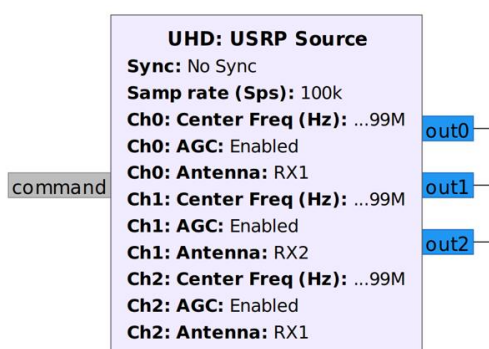 UHD: USRP Source
Sync: No Sync
Samp rate (Sps): 100k
Ch0: Center Freq (Hz): ...99M
Ch0: AGC: Enabled
Ch0: Antenna: RX1
Ch1: Center Freq (Hz): ...99M
Ch1: AGC: Enabled
Ch1: Antenna: RX2
Ch2: Center Freq (Hz): ...99M
Ch2: AGC: Enabled
Ch2: Antenna: RX1
command
out0
out1
out2